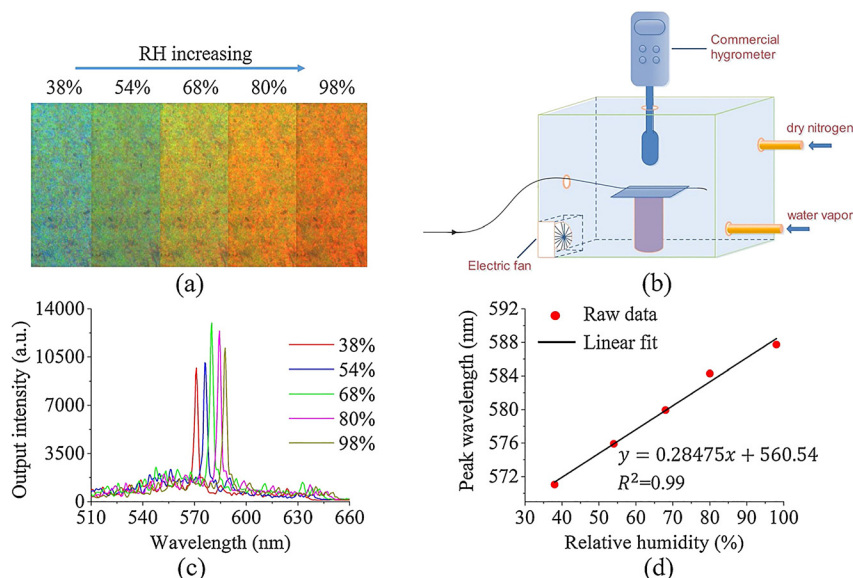 RH increasing
38% 54% 68% 80% 98%
(a)
Commercial
hygrometer
dry nitrogen
water vapor
Electric fan
(b)
Output intensity (a.u.)
14000
10500
7000
3500
0
38%
54%
68%
80%
98%
510 540 570 600 630 660
Wavelength (nm)
(c)
Peak wavelength (nm)
592
588
584
580
576
572
Raw data
Linear fit
y = 0.28475x + 560.54
R²=0.99
30 40 50 60 70 80 90 100
Relative humidity (%)
(d)